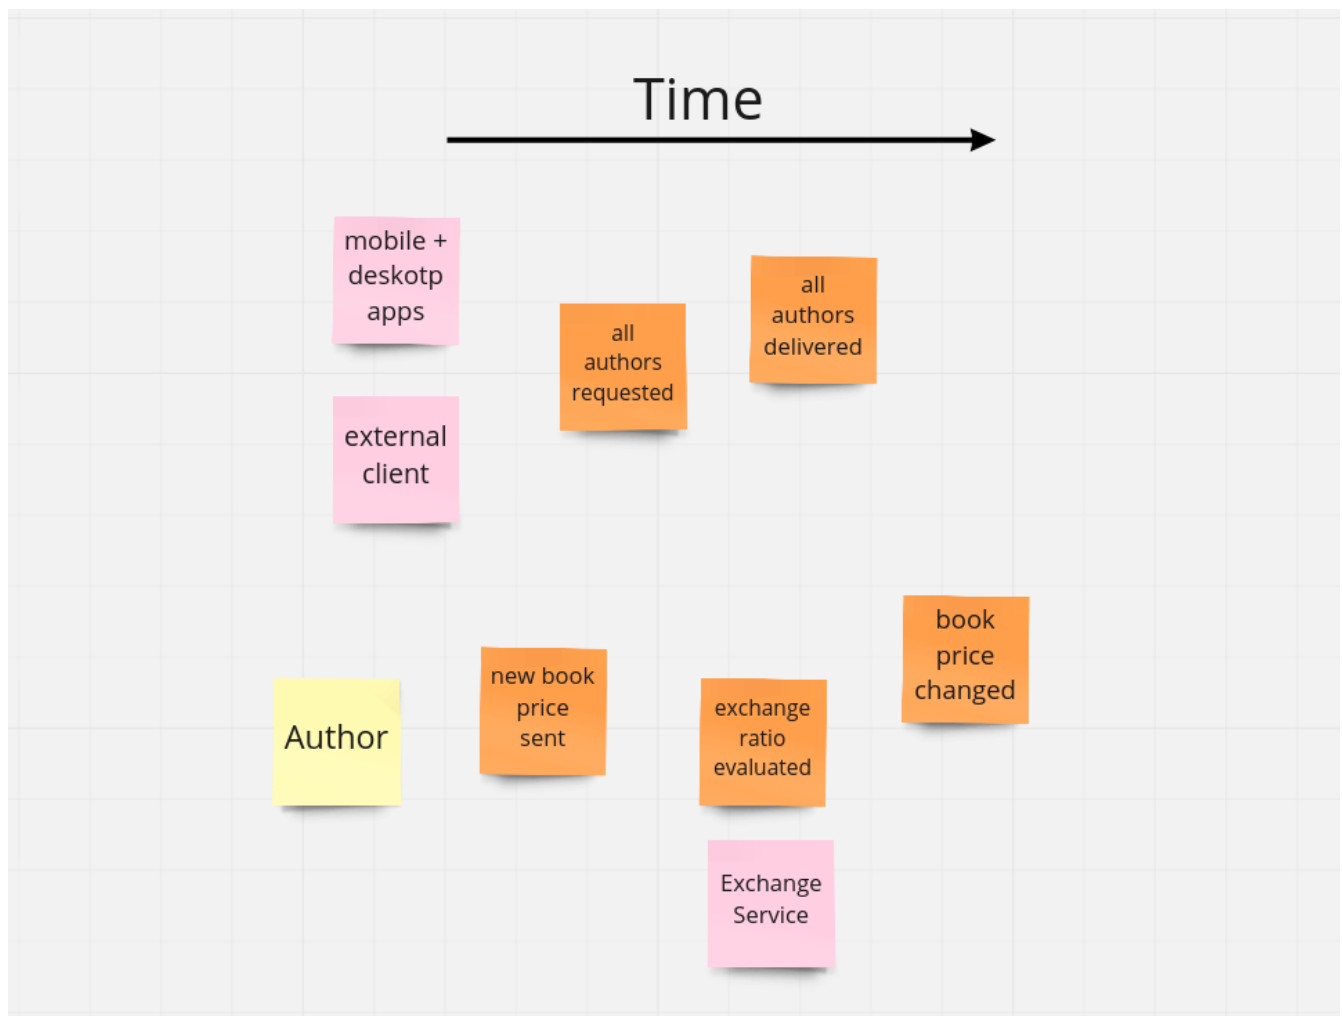 Time
mobile +
deskotp
apps
all
authors
requested
all
authors
delivered
external
client
Author
new book
price
sent
exchange
ratio
evaluated
book
price
changed
Exchange
Service